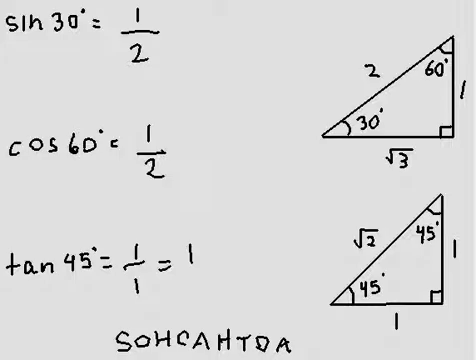 sin 30° = 1/2
2
60°
1
30°
√3
cos 60° = 1/2
√2
45°
1
45°
1
tan 45° = 1/1 = 1
SOHCAHTOA